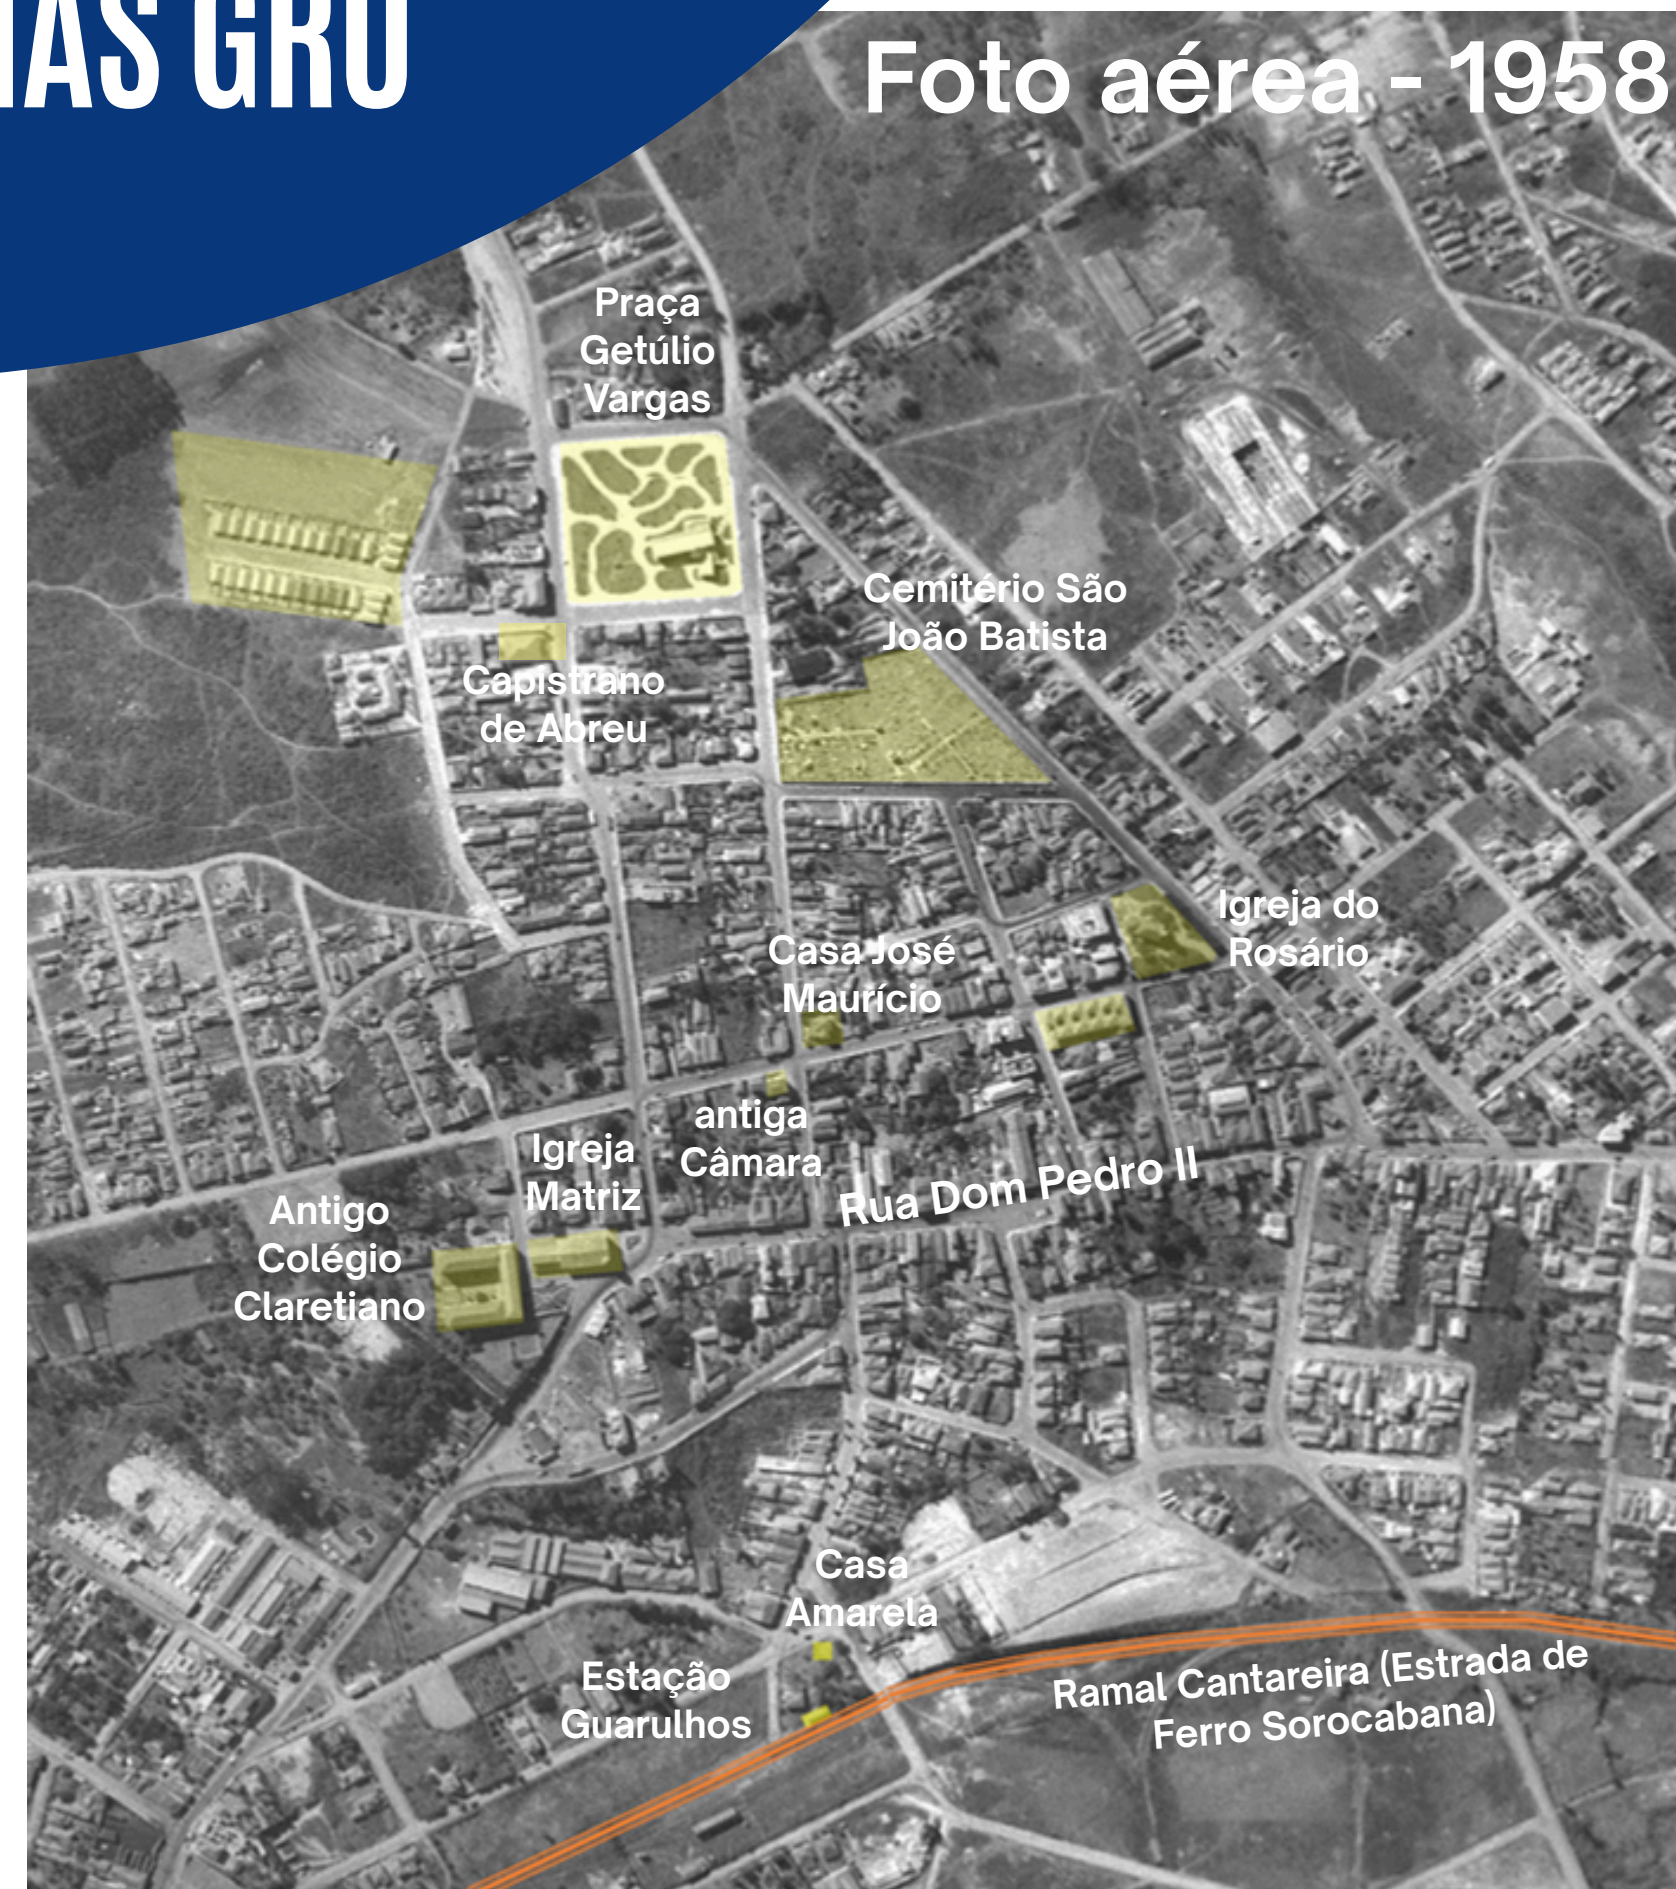 AS GRU
Foto aérea - 1958
Praça
Getúlio
Vargas
Cemitério São
João Batista
Capistrano
de Abreu
Igreja do
Rosário
Casa José
Maurício
antiga
Câmara
Igreja
Matriz
Rua Dom Pedro II
Antigo
Colégio
Claretiano
Casa
Amarela
Estação
Guarulhos
Ramal Cantareira (Estrada de
Ferro Sorocabana)